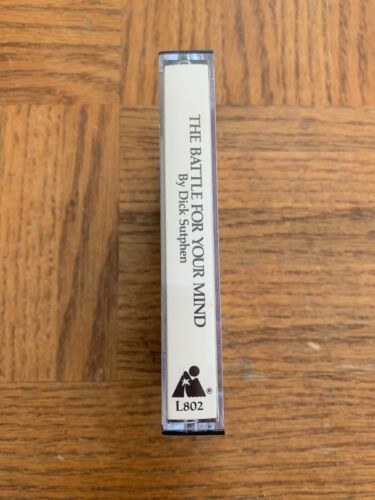 THE BATTLE FOR YOUR MIND
By Dick Sutphen
®
L802